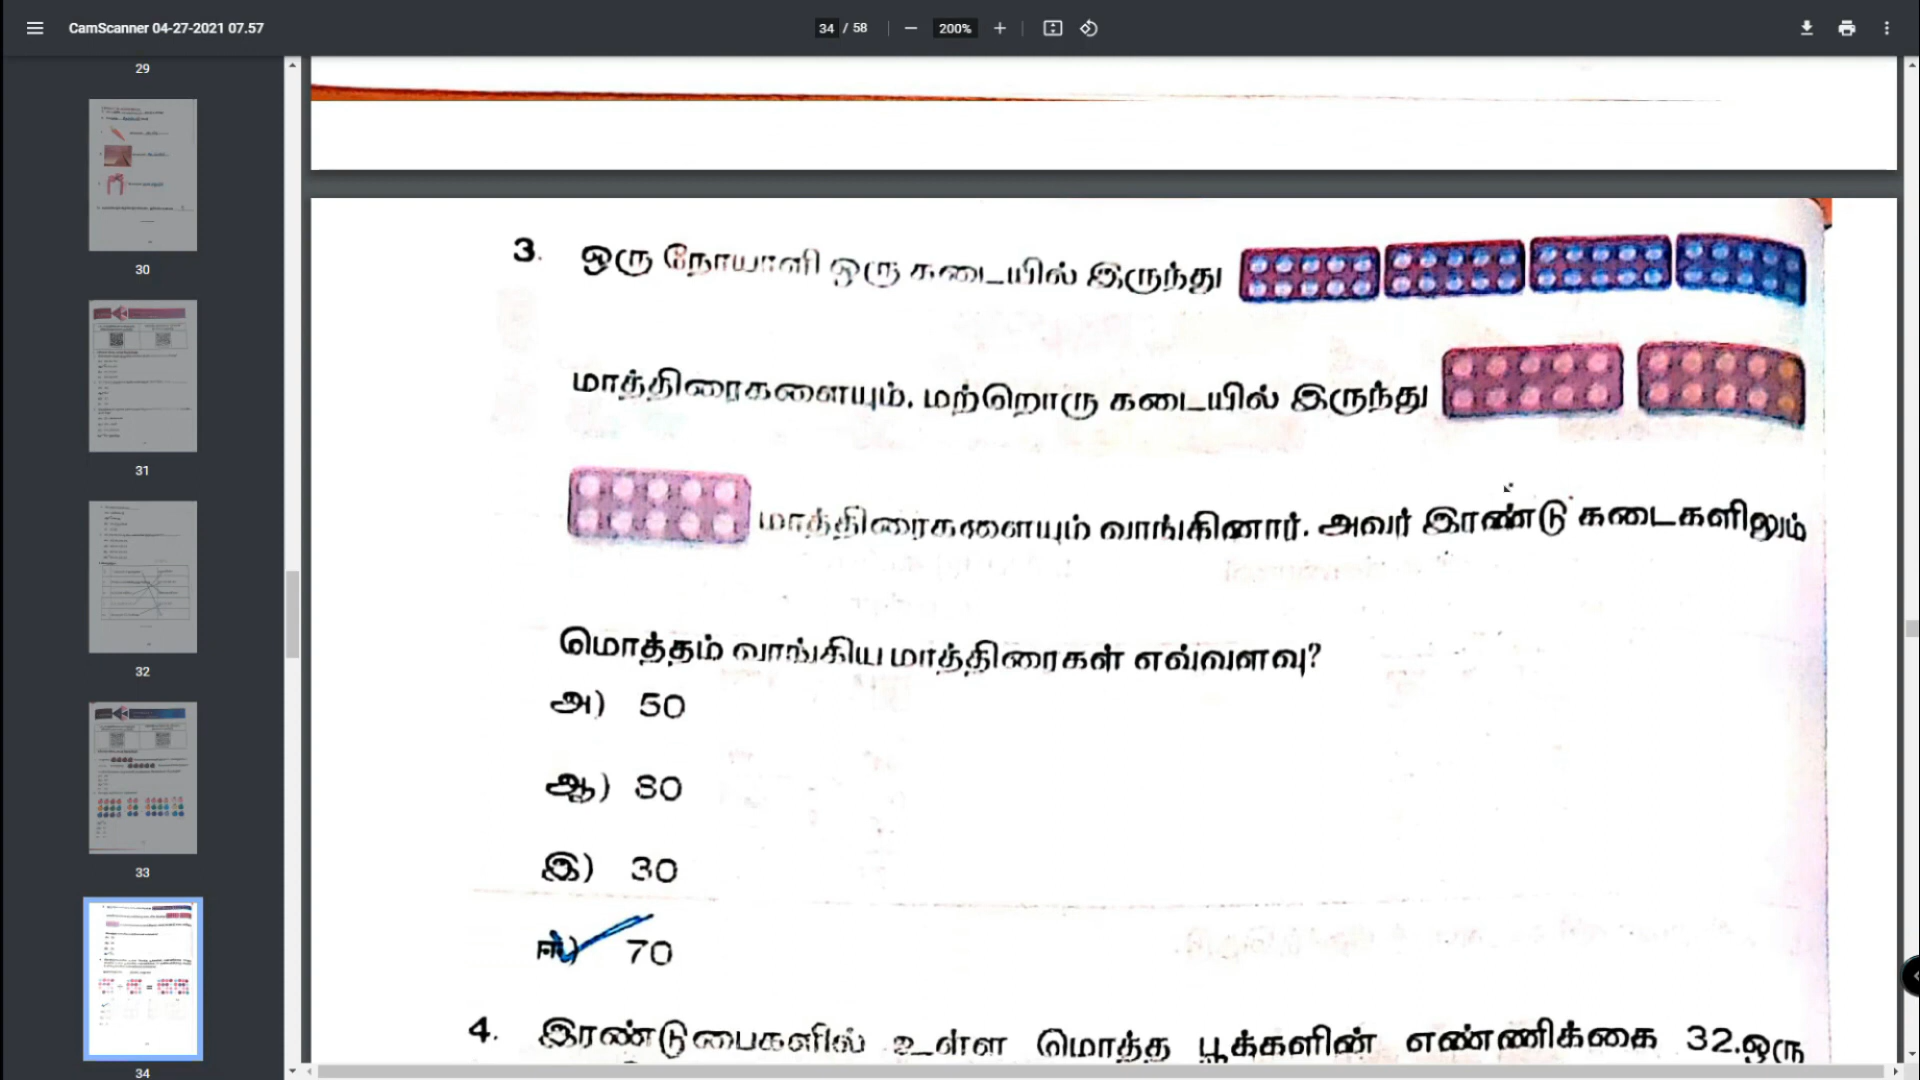 CamScanner 04-27-2021 07.57
34 / 58
200%
29
30
31
32
33
34
3. ஒரு நோயாளி ஒரு கடையில் இருந்து
மாத்திரைகளையும். மற்றொரு கடையில் இருந்து
மாத்திரைகளையும் வாங்கினார். அவர் இரண்டு கடைகளிலும்
மொத்தம் வாங்கிய மாத்திரைகள் எவ்வளவு?
அ) 50
ஆ) 80
இ) 30
ஈ) 70
4. இரண்டு பைகளில் உள்ள மொத்த பூக்களின் எண்ணிக்கை 32.ஒரு